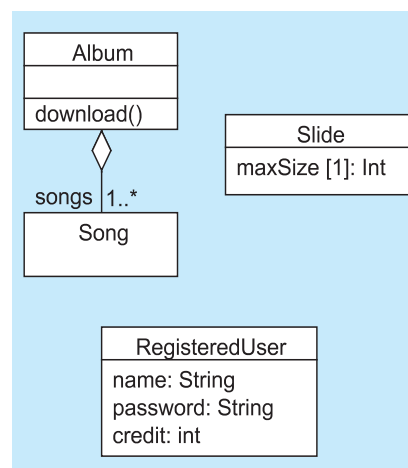 Album
download()
songs 1..*
Song
Slide
maxSize [1]: Int
RegisteredUser
name: String
password: String
credit: int